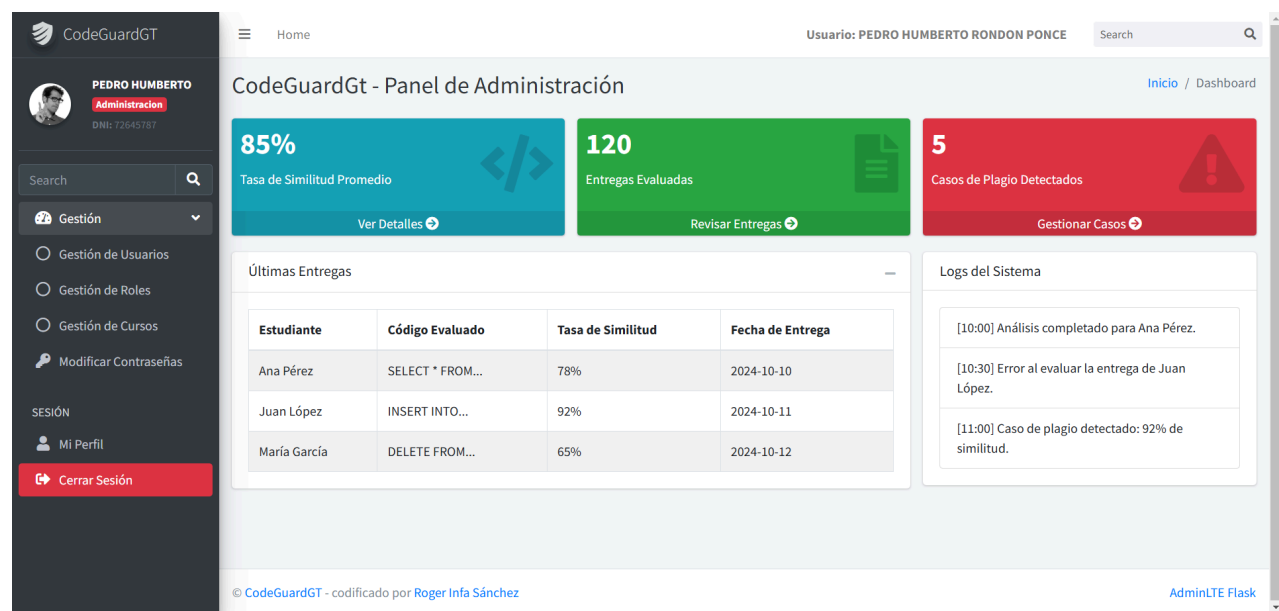 CodeGuardGT
Home
Usuario: PEDRO HUMBERTO RONDON PONCE
Search
PEDRO HUMBERTO
Administracion
DNI: 72645787
Search
Gestión
Gestión de Usuarios
Gestión de Roles
Gestión de Cursos
Modificar Contraseñas
SESIÓN
Mi Perfil
Cerrar Sesión
CodeGuardGt - Panel de Administración
Inicio / Dashboard
85%
Tasa de Similitud Promedio
Ver Detalles
120
Entregas Evaluadas
Revisar Entregas
5
Casos de Plagio Detectados
Gestionar Casos
Últimas Entregas
Estudiante Código Evaluado Tasa de Similitud Fecha de Entrega
Ana Pérez SELECT * FROM... 78% 2024-10-10
Juan López INSERT INTO... 92% 2024-10-11
María García DELETE FROM... 65% 2024-10-12
Logs del Sistema
[10:00] Análisis completado para Ana Pérez.
[10:30] Error al evaluar la entrega de Juan
López.
[11:00] Caso de plagio detectado: 92% de
similitud.
© CodeGuardGT - codificado por Roger Infa Sánchez
AdminLTE Flask